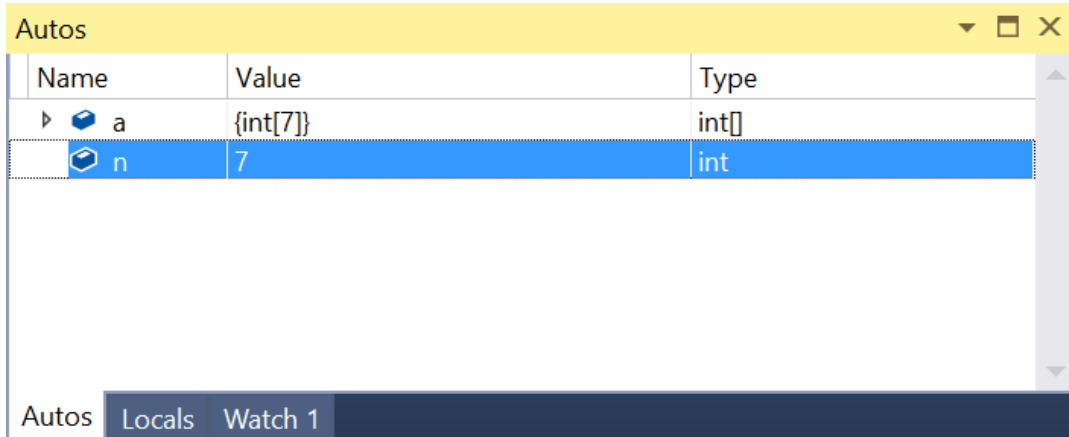 Autos
Name Value Type
a {int[7]} int[]
n 7 int
Autos Locals Watch 1